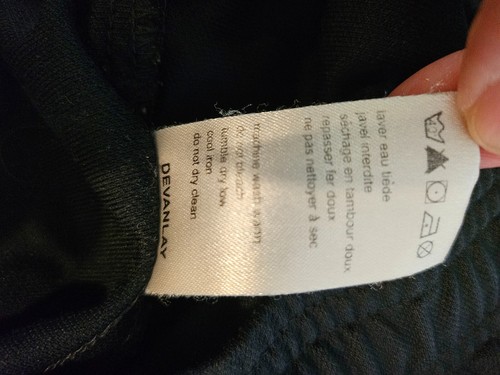 laver eau tiède
javel interdite
séchage en tambour doux
repasser fer doux
ne pas nettoyer à sec
machine wash warm
do not bleach
tumble dry low
cool iron
do not dry clean
DEVANLAY